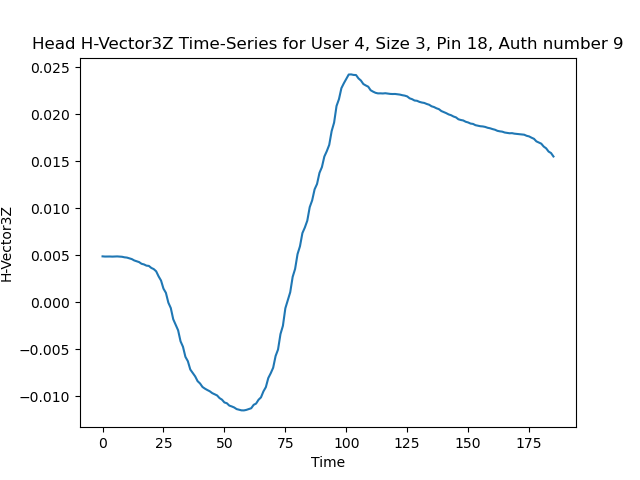 Head H-Vector3Z Time-Series for User 4, Size 3, Pin 18, Auth number 9
H-Vector3Z
0.025
0.020
0.015
0.010
0.005
0.000
−0.005
−0.010
0 25 50 75 100 125 150 175
Time